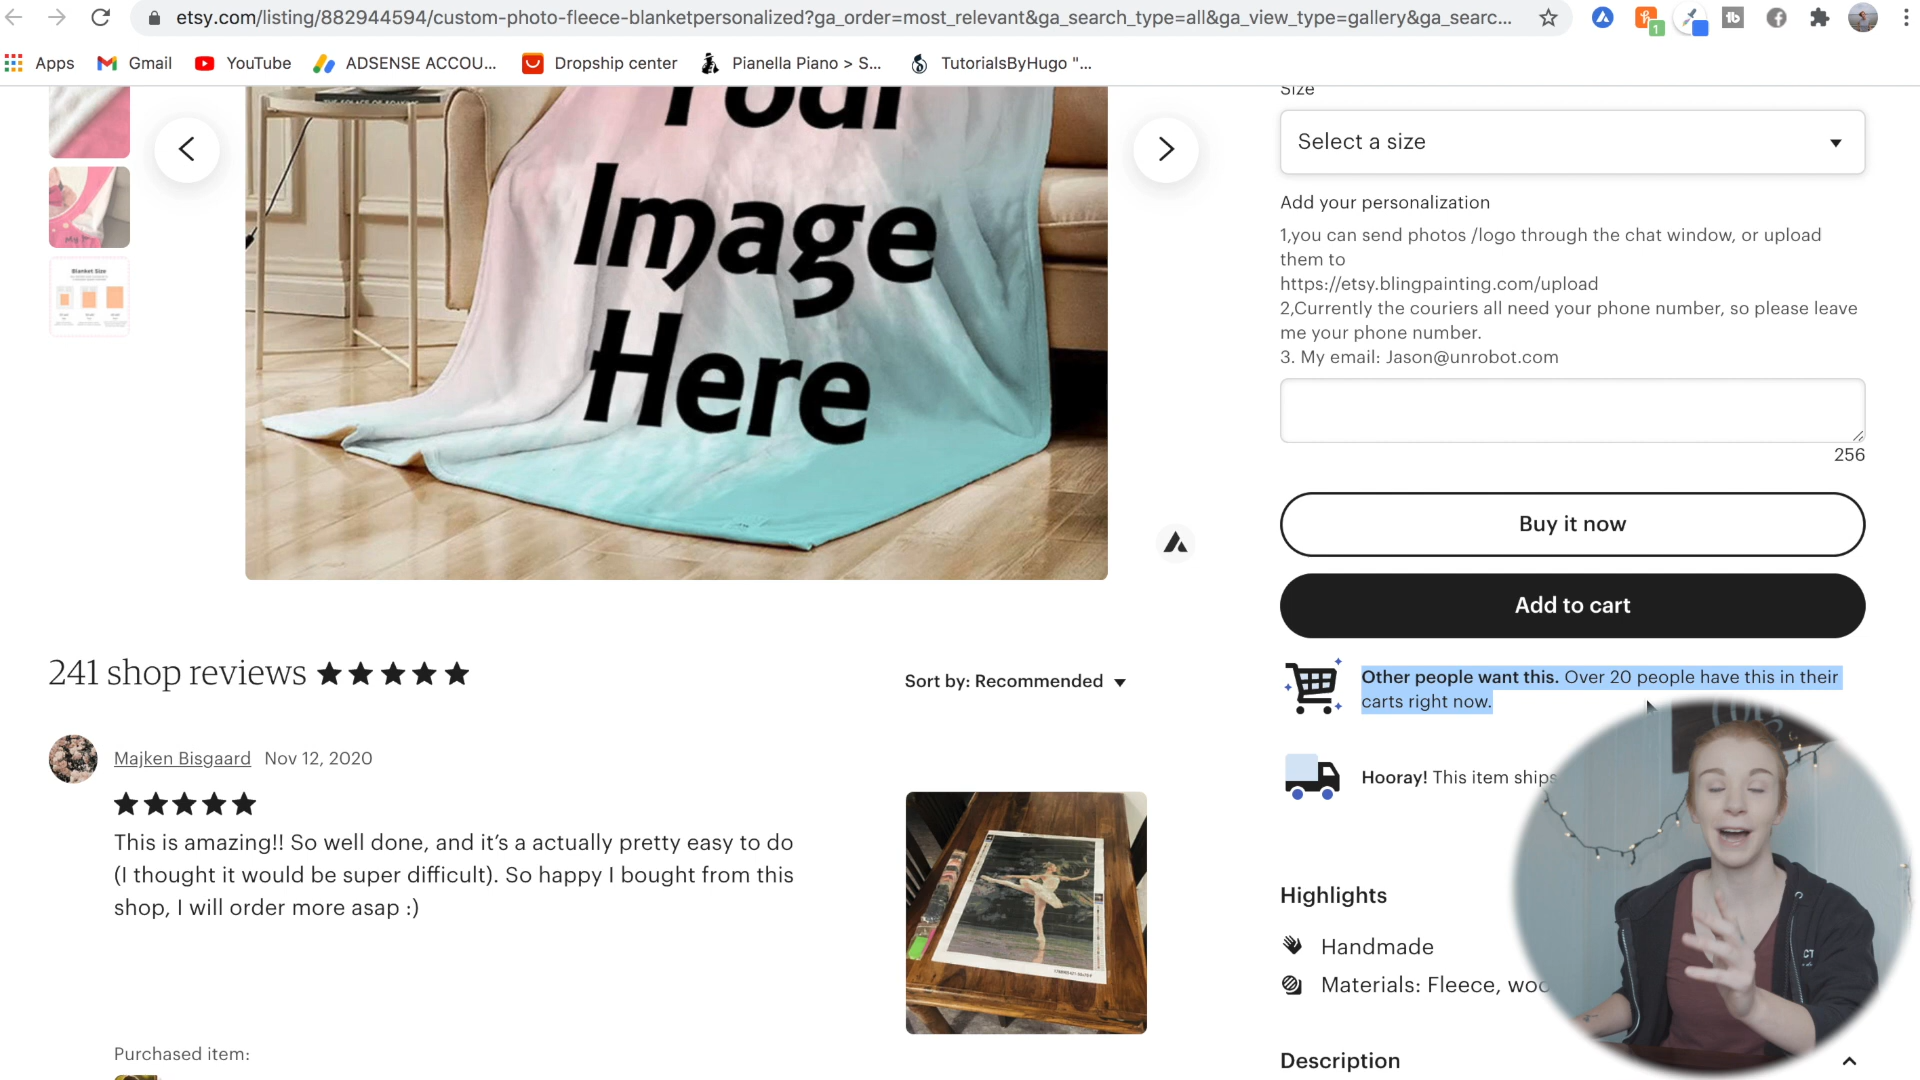 etsy.com/listing/882944594/custom-photo-fleece-blanketpersonalized?ga_order=most_relevant&ga_search_type=all&ga_view_type=gallery&ga_searc...
1
Apps
Gmail
YouTube
ADSENSE ACCOU...
Dropship center
Pianella Piano > S...
TutorialsByHugo "...
Your
Image
Here
Blanket Size
Size
Select a size
Add your personalization
1,you can send photos /logo through the chat window, or upload
them to
https://etsy.blingpainting.com/upload
2,Currently the couriers all need your phone number, so please leave
me your phone number.
3. My email: Jason@unrobot.com
256
Buy it now
Add to cart
Other people want this. Over 20 people have this in their
carts right now.
Hooray! This item ships
Highlights
Handmade
Materials: Fleece, woo
Description
241 shop reviews
Sort by: Recommended
Majken Bisgaard Nov 12, 2020
This is amazing!! So well done, and it's a actually pretty easy to do
(I thought it would be super difficult). So happy I bought from this
shop, I will order more asap :)
Purchased item: